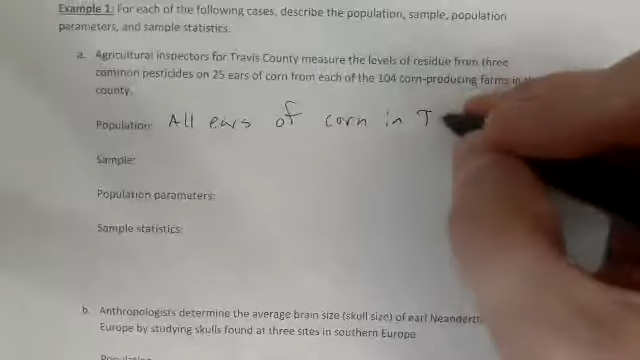 Example 1: For each of the following cases, describe the population, sample, population
parameters, and sample statistics.
a. Agricultural inspectors for Travis County measure the levels of residue from three
common pesticides on 25 ears of corn from each of the 104 corn-producing farms in
county.
Population: All ears of corn in T
Sample:
Population parameters:
Sample statistics:
b. Anthropologists determine the average brain size (skull size) of earl
Europe by studying skulls found at three sites in southern Europe